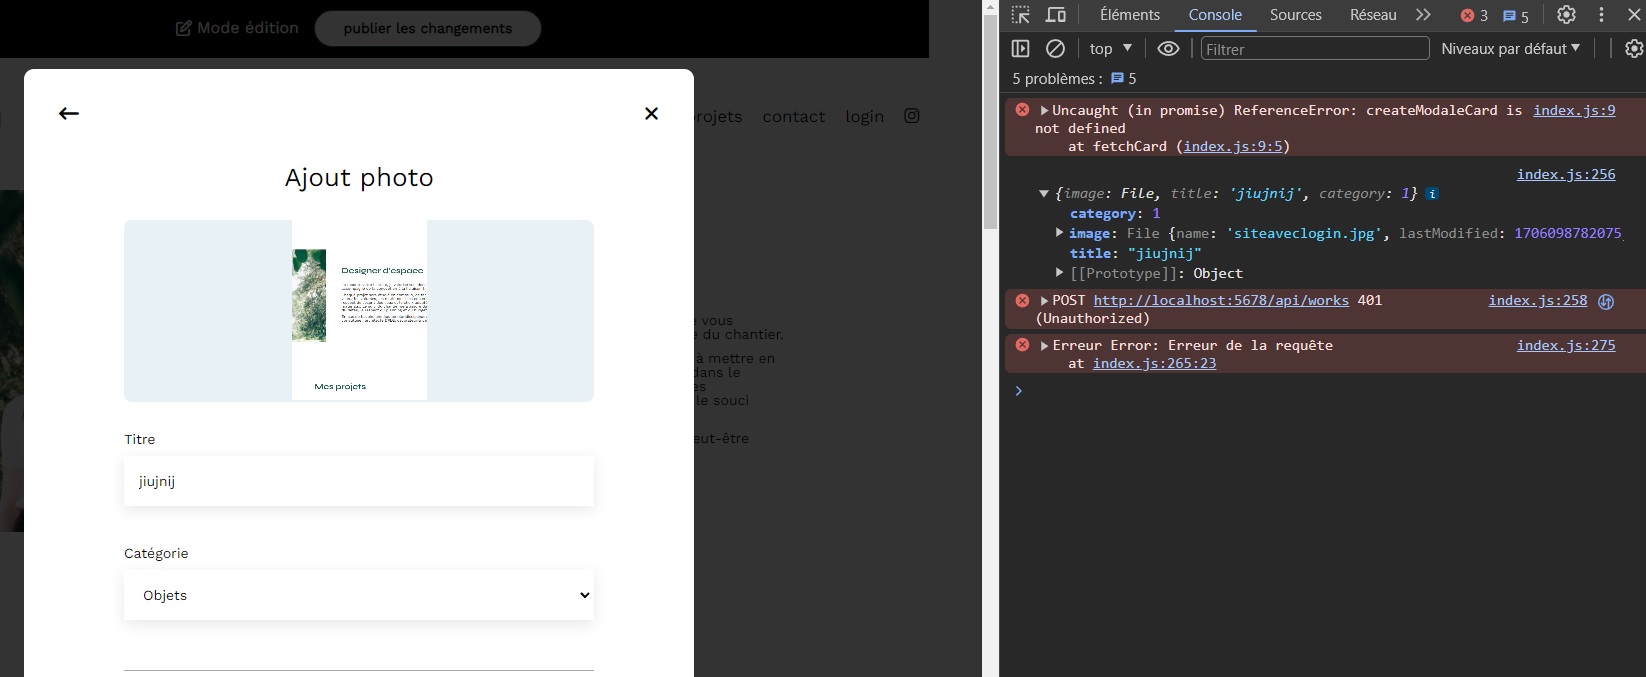 Mode édition
publier les changements
projets
contact
login
Ajout photo
Designer d'espace
Mes projets
Titre
jiujnij
Catégorie
Objets
vous
du chantier.
à mettre en
dans le
le souci
eut-être
Éléments
Console
Sources
Réseau
3
5
top
Filtrer
Niveaux par défaut
5 problèmes :
5
Uncaught (in promise) ReferenceError: createModaleCard is
index.js:9
not defined
at fetchCard (index.js:9:5)
index.js:256
{image: File, title: 'jiujnij', category: 1}
category: 1
image: File {name: 'siteaveclogin.jpg', lastModified: 1706098782075,
title: "jiujnij"
[[Prototype]]: Object
POST http://localhost:5678/api/works 401
index.js:258
(Unauthorized)
Erreur Error: Erreur de la requête
index.js:275
at index.js:265:23